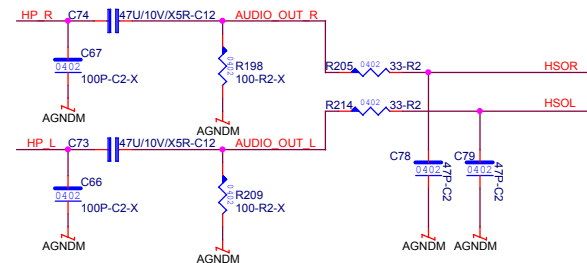 HP_R C74 47U/10V/X5R-C12 AUDIO_OUT_R
C67
0402
100P-C2-X
AGNDM
0402
R198
100-R2-X
AGNDM
R205 0402 33-R2 HSOR
R214 0402 33-R2 HSOL
HP_L C73 47U/10V/X5R-C12 AUDIO_OUT_L
C66
0402
100P-C2-X
AGNDM
0402
R209
100-R2-X
AGNDM
C78
0402
47P-C2
AGNDM
C79
0402
47P-C2
AGNDM